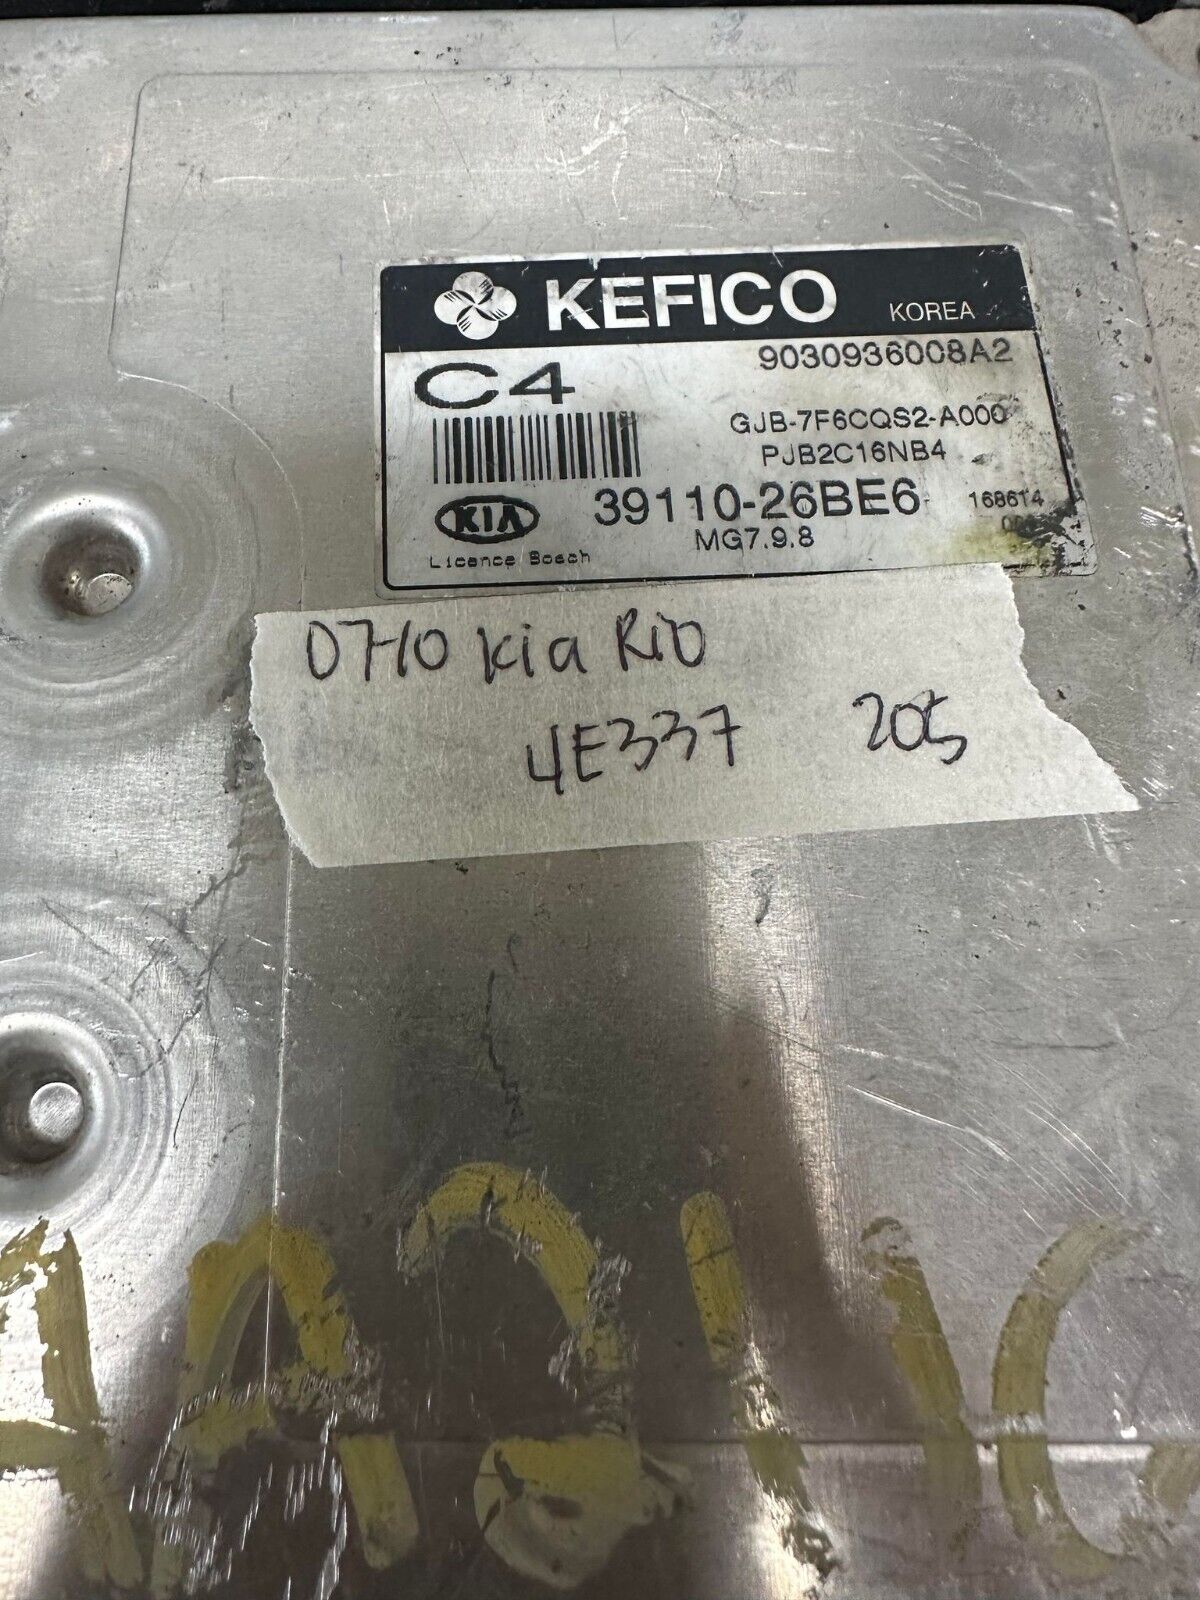 KEFICO KOREA
C4 9030936008A2
GJB-7F6CQS2-A000
PJB2C16NB4
KIA 39110-26BE6 168614
MG7.9.8
Licence Bosch
07-10 Kia Rio
4E337 205